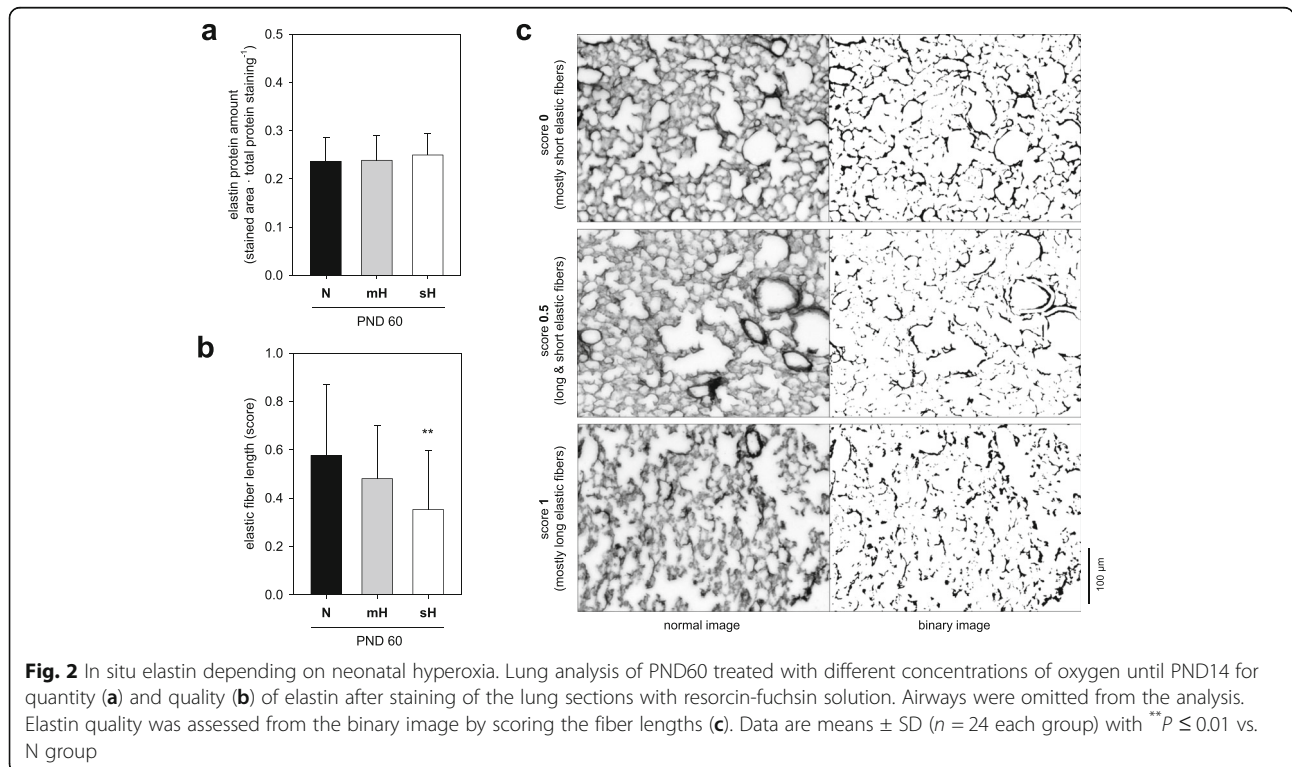 a
elastin protein amount
(stained area · total protein staining⁻¹)
0.5
0.4
0.3
0.2
0.1
0.0
N mH sH
PND 60
b
elastic fiber length (score)
1.0
0.8
0.6
0.4
0.2
0.0
**
N mH sH
PND 60
c
score 0
(mostly short elastic fibers)
score 0.5
(long & short elastic fibers)
score 1
(mostly long elastic fibers)
normal image
binary image
100 µm
Fig. 2 In situ elastin depending on neonatal hyperoxia. Lung analysis of PND60 treated with different concentrations of oxygen until PND14 for
quantity (a) and quality (b) of elastin after staining of the lung sections with resorcin-fuchsin solution. Airways were omitted from the analysis.
Elastin quality was assessed from the binary image by scoring the fiber lengths (c). Data are means ± SD (n = 24 each group) with **P ≤ 0.01 vs.
N group